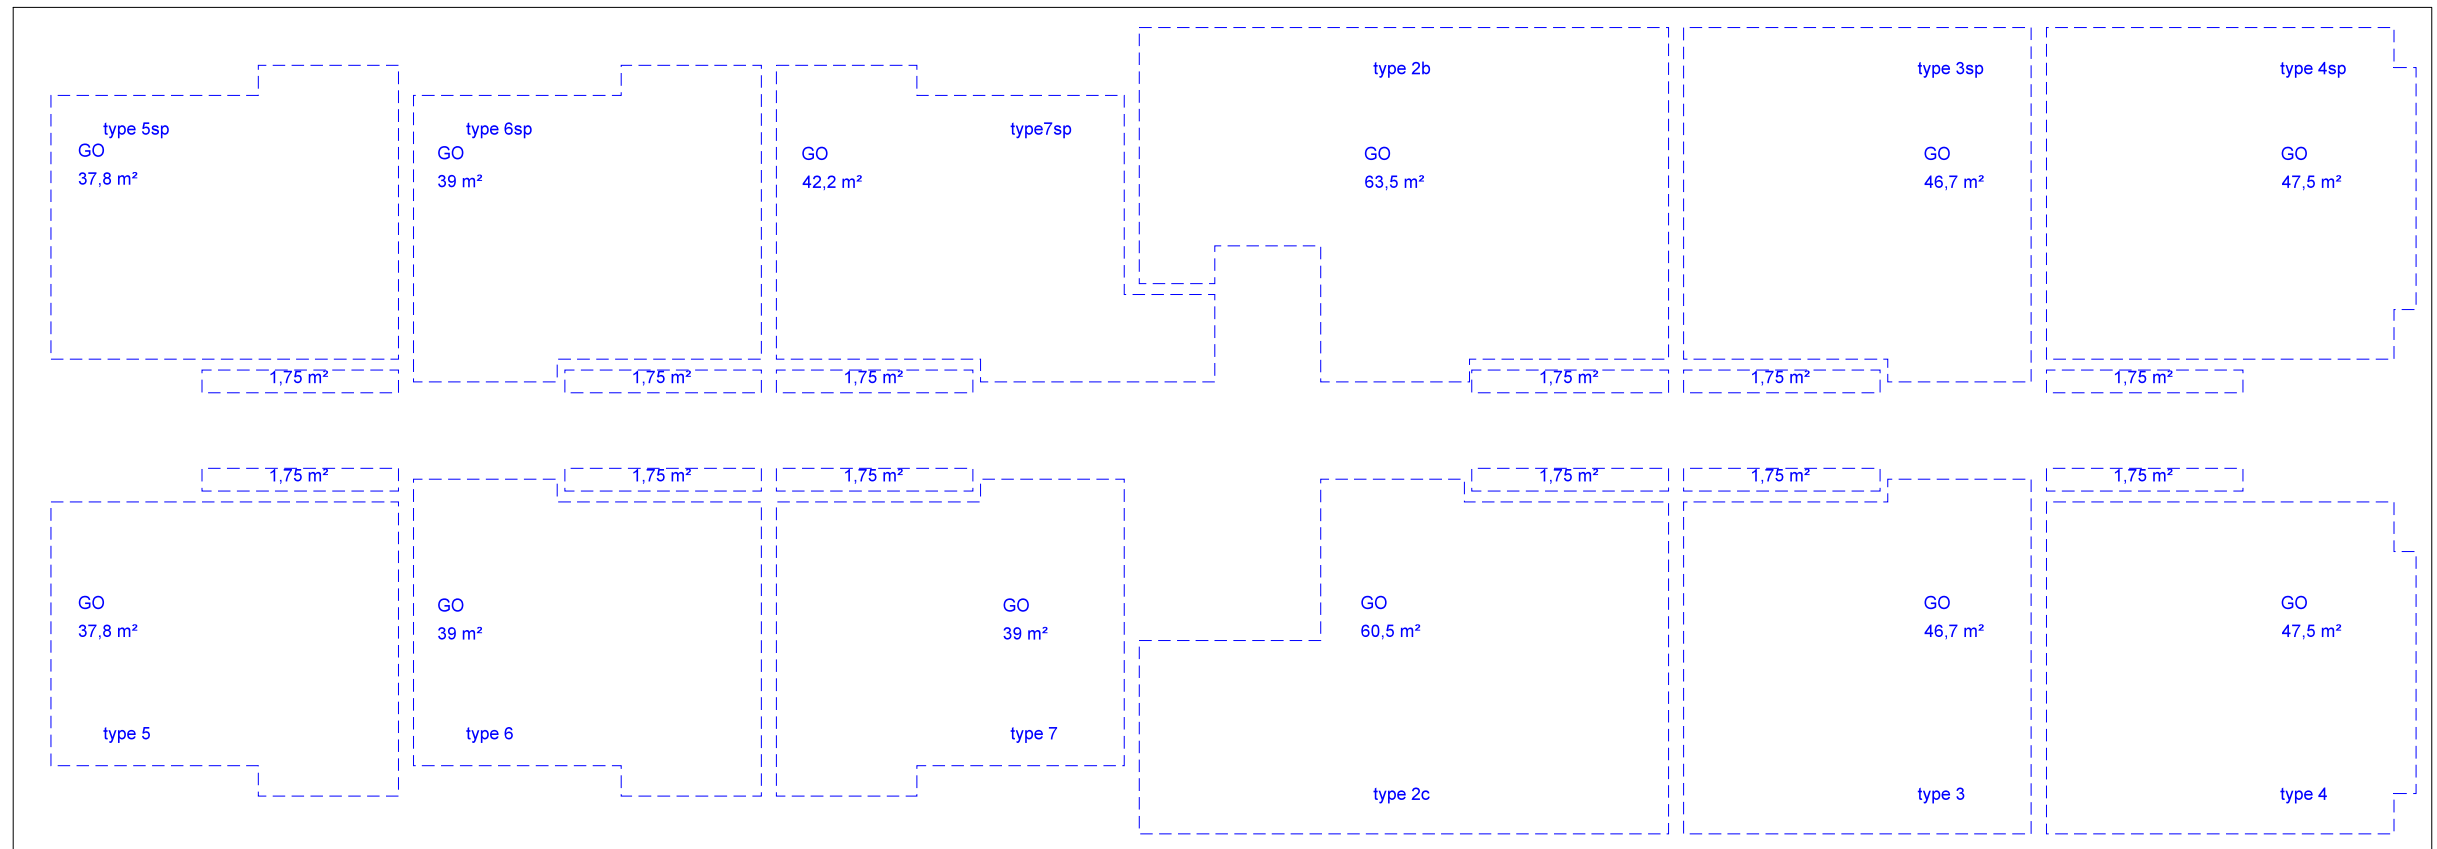 type 2b
type 3sp
type 4sp
type 5sp
type 6sp
type7sp
GO
37,8 m²
GO
39 m²
GO
42,2 m²
GO
63,5 m²
GO
46,7 m²
GO
47,5 m²
1,75 m²
1,75 m²
1,75 m²
1,75 m²
1,75 m²
1,75 m²
1,75 m²
1,75 m²
1,75 m²
1,75 m²
1,75 m²
1,75 m²
GO
37,8 m²
GO
39 m²
GO
39 m²
GO
60,5 m²
GO
46,7 m²
GO
47,5 m²
type 5
type 6
type 7
type 2c
type 3
type 4